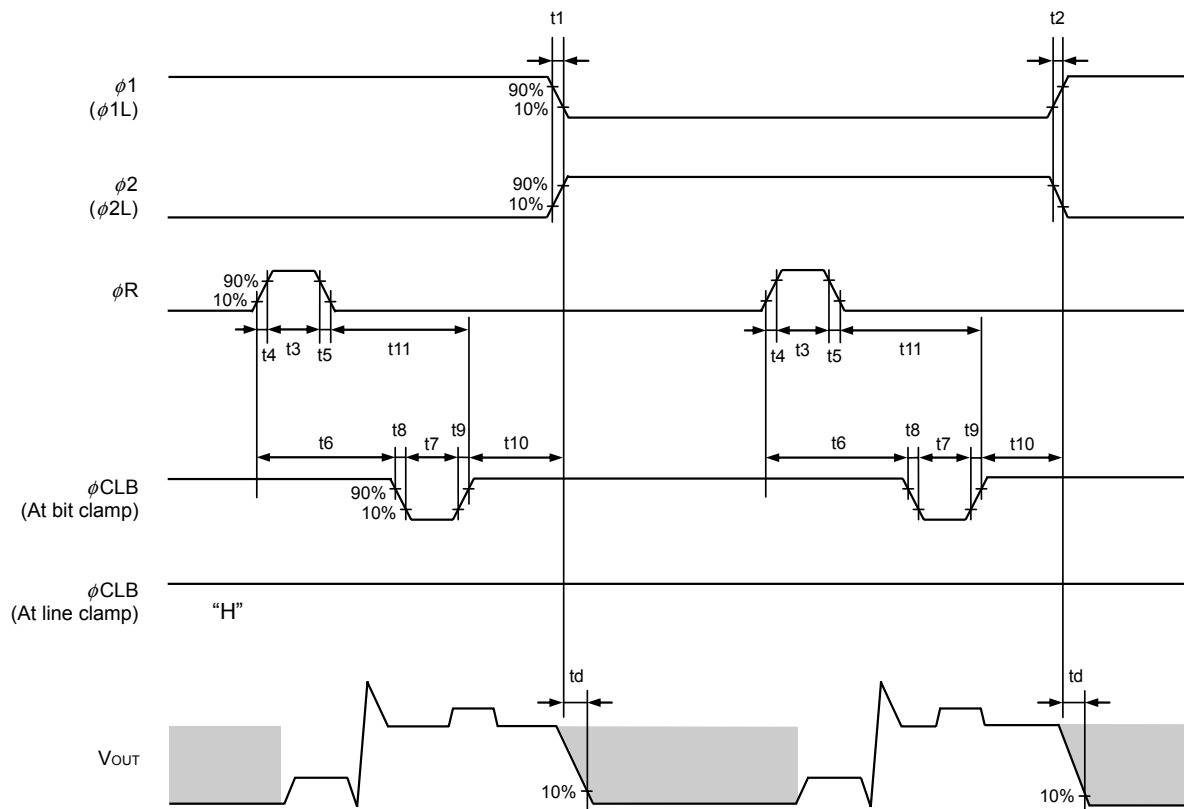 t1 t2
ϕ1
(ϕ1L)
90%
10%
ϕ2
(ϕ2L)
90%
10%
ϕR
90%
10%
t4 t3 t5 t11
t4 t3 t5 t11
t6 t8 t7 t9 t10
t6 t8 t7 t9 t10
ϕCLB
(At bit clamp)
90%
10%
ϕCLB
(At line clamp)
“H”
td td
VOUT
10%
10%